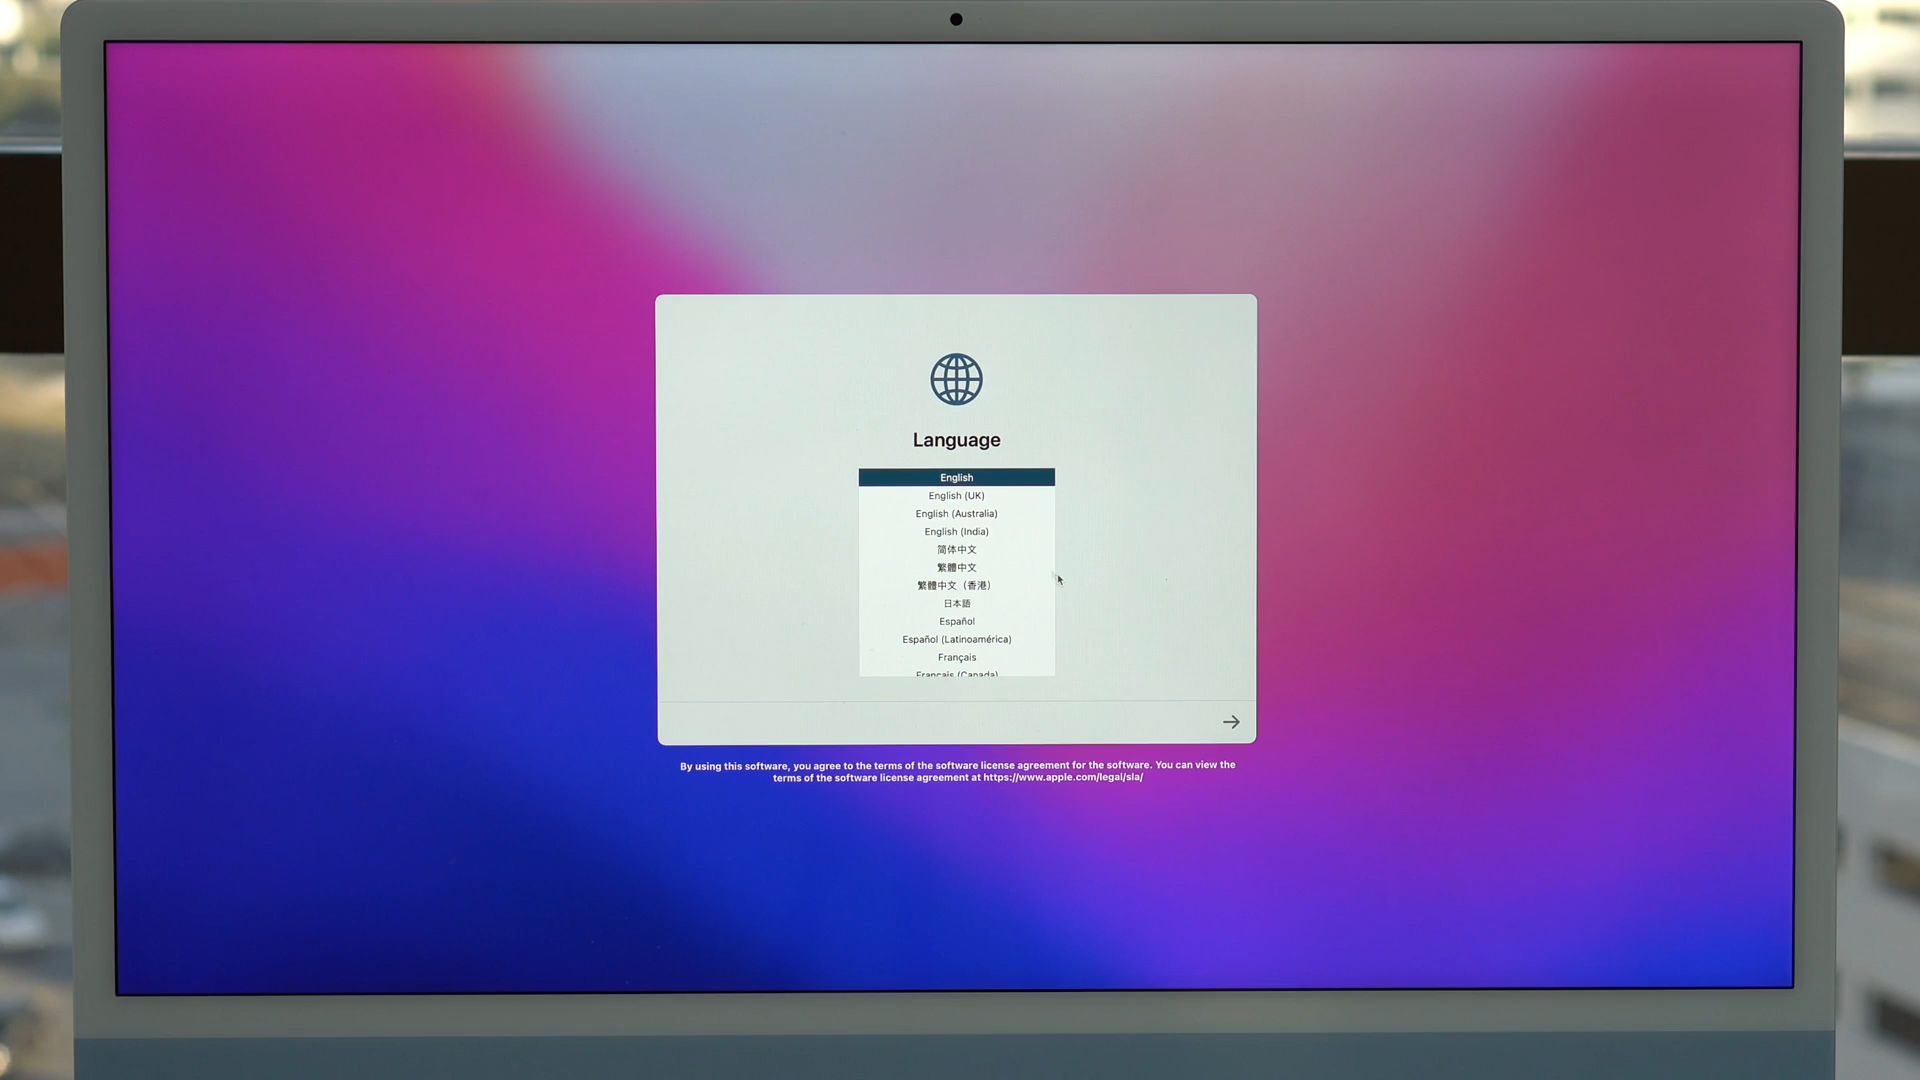 Language
English
English (UK)
English (Australia)
English (India)
简体中文
繁體中文
繁體中文（香港）
日本語
Español
Español (Latinoamérica)
Français
Français (Canada)
By using this software, you agree to the terms of the software license agreement for the software. You can view the
terms of the software license agreement at https://www.apple.com/legal/sla/